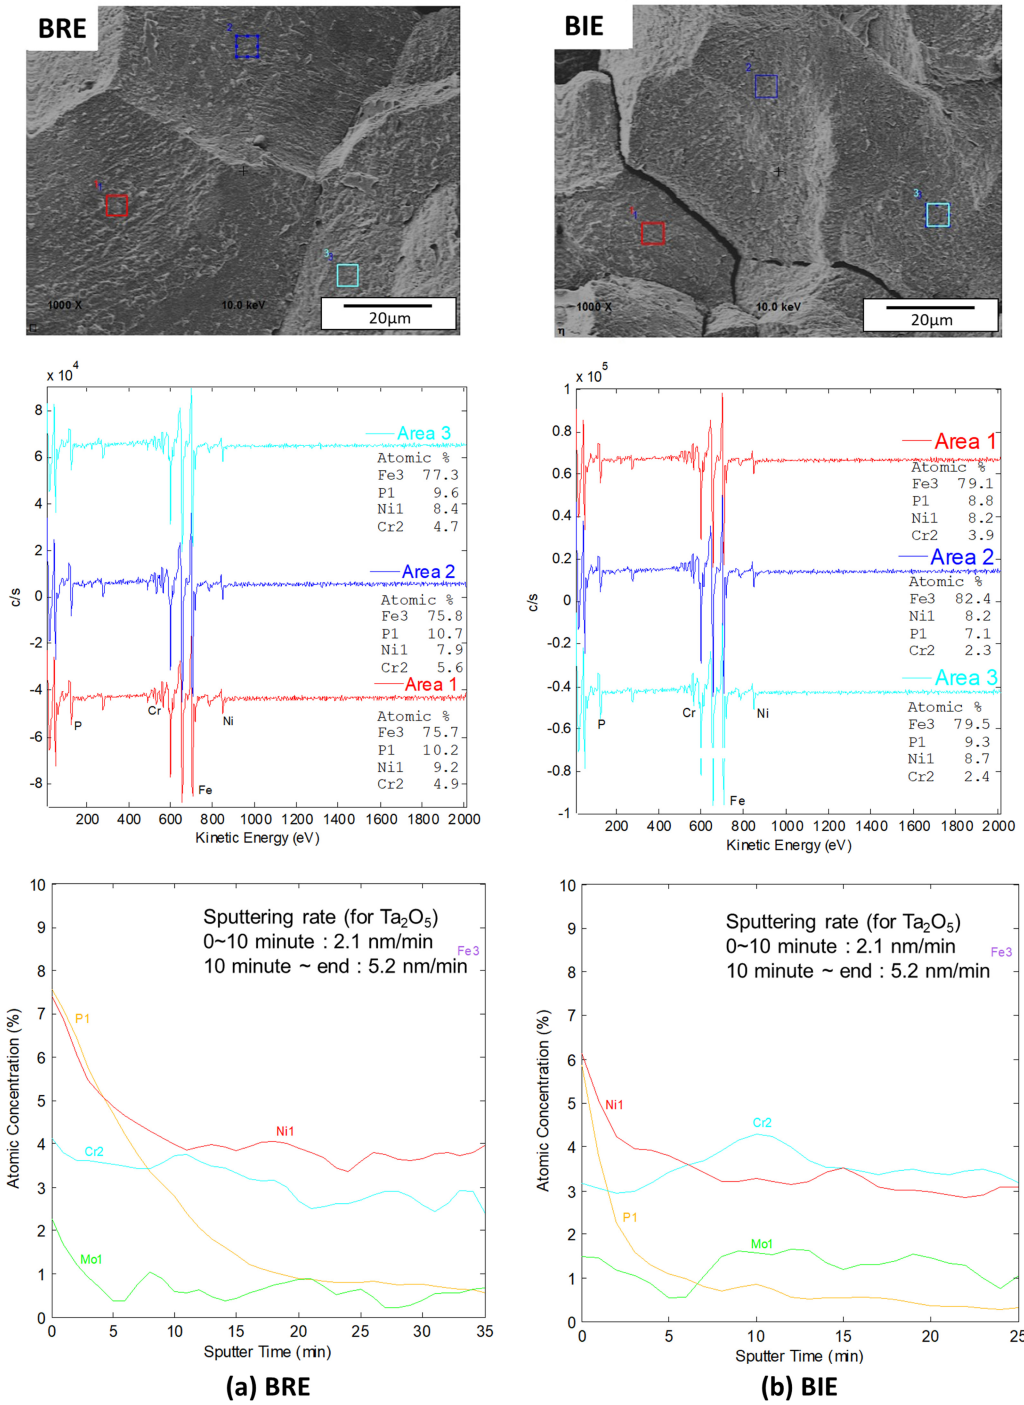 BRE
2
1
3
1000 X
10.0 keV
20μm
BIE
2
1
3
1000 X
10.0 keV
20μm
x 10⁴
c/s
8
6
4
2
0
-2
-4
-6
-8
Area 3
Atomic %
Fe3 77.3
P1 9.6
Ni1 8.4
Cr2 4.7
Area 2
Atomic %
Fe3 75.8
P1 10.7
Ni1 7.9
Cr2 5.6
Area 1
Atomic %
Fe3 75.7
P1 10.2
Ni1 9.2
Cr2 4.9
P
Cr
Ni
Fe
200 400 600 800 1000 1200 1400 1600 1800 2000
Kinetic Energy (eV)
x 10⁵
c/s
1
0.8
0.6
0.4
0.2
0
-0.2
-0.4
-0.6
-0.8
-1
Area 1
Atomic %
Fe3 79.1
P1 8.8
Ni1 8.2
Cr2 3.9
Area 2
Atomic %
Fe3 82.4
Ni1 8.2
P1 7.1
Cr2 2.3
Area 3
Atomic %
Fe3 79.5
P1 9.3
Ni1 8.7
Cr2 2.4
P
Cr
Ni
Fe
200 400 600 800 1000 1200 1400 1600 1800 2000
Kinetic Energy (eV)
Atomic Concentration (%)
10
9
8
7
6
5
4
3
2
1
0
Sputtering rate (for Ta₂O₅)
0~10 minute : 2.1 nm/min
Fe3
10 minute ~ end : 5.2 nm/min
P1
Ni1
Cr2
Mo1
0 5 10 15 20 25 30 35
Sputter Time (min)
(a) BRE
Atomic Concentration (%)
10
9
8
7
6
5
4
3
2
1
0
Sputtering rate (for Ta₂O₅)
0~10 minute : 2.1 nm/min
Fe3
10 minute ~ end : 5.2 nm/min
Ni1
Cr2
P1
Mo1
0 5 10 15 20 25
Sputter Time (min)
(b) BIE